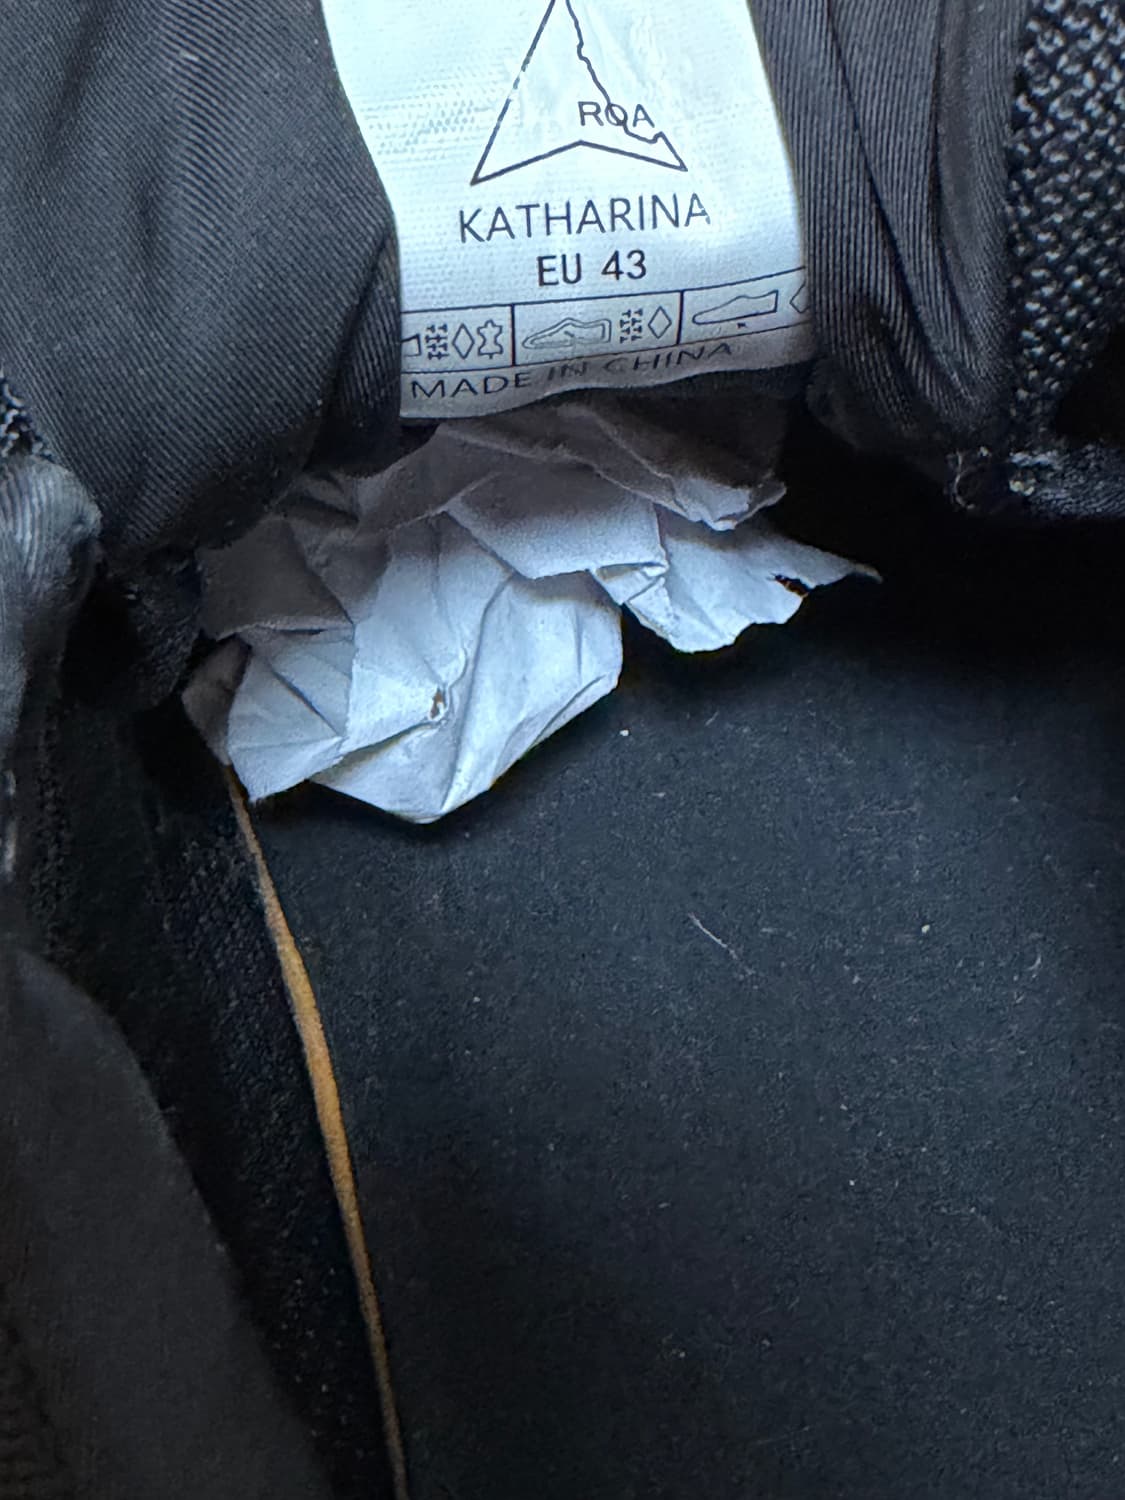 ROA
KATHARINA
EU 43
MADE IN CHINA